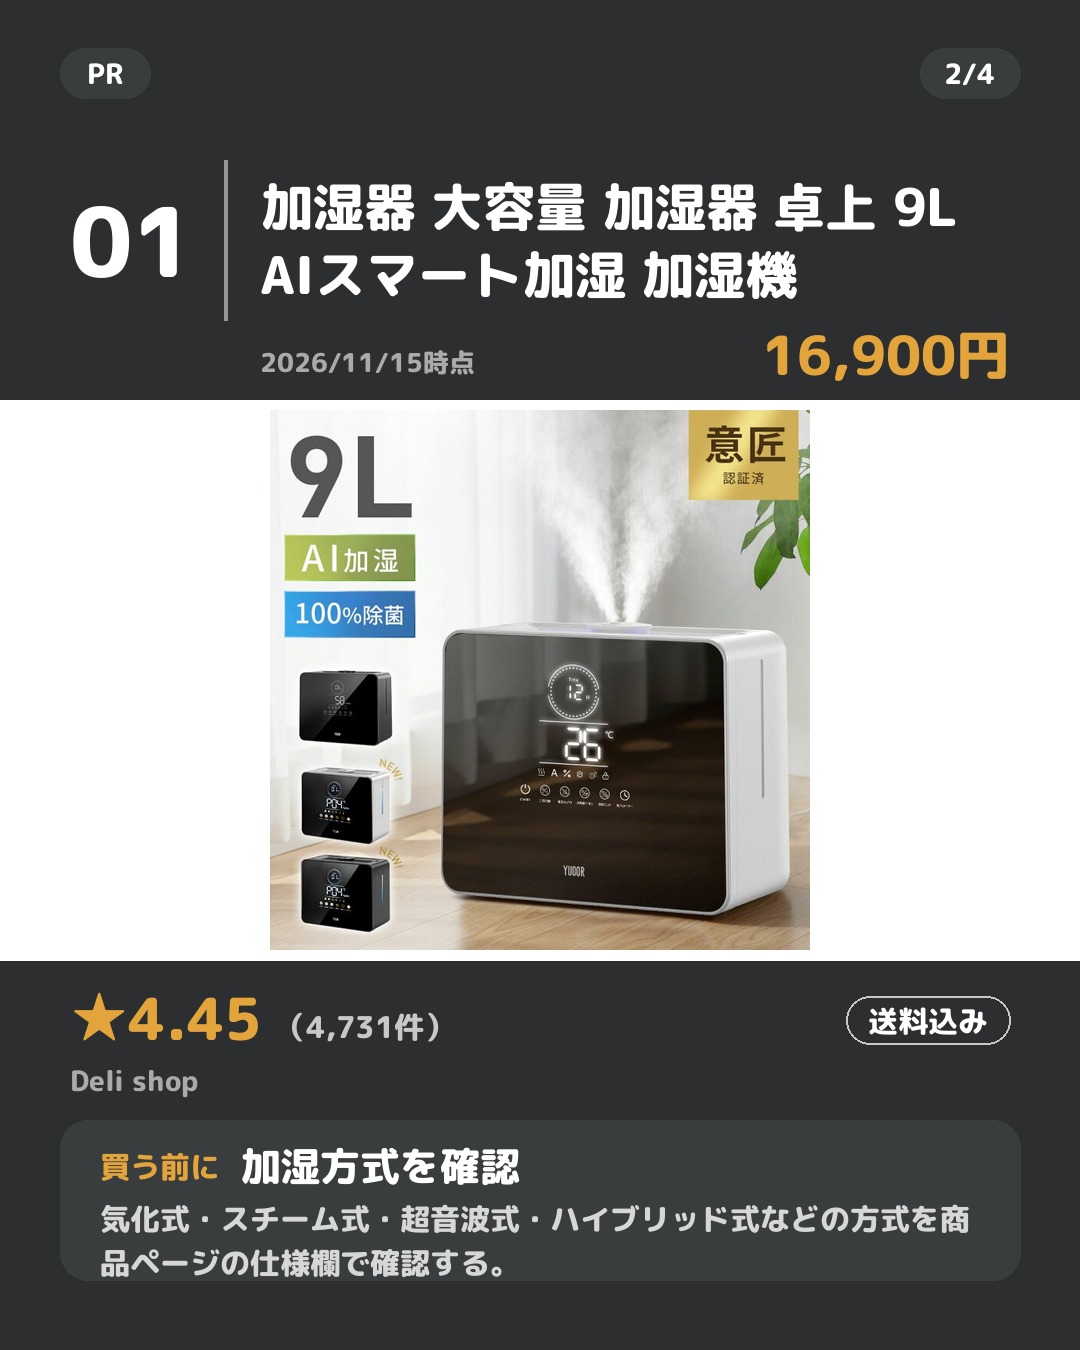 PR
2/4
01
加湿器 大容量 加湿器 卓上 9L
AIスマート加湿 加湿機
2026/11/15時点
16,900円
9L
AI加湿
100%除菌
意匠
認証済
NEW!
NEW!
Time
12 H
26 ℃
A
YUDOR
★4.45 (4,731件)
送料込み
Deli shop
買う前に 加湿方式を確認
気化式・スチーム式・超音波式・ハイブリッド式などの方式を商
品ページの仕様欄で確認する。